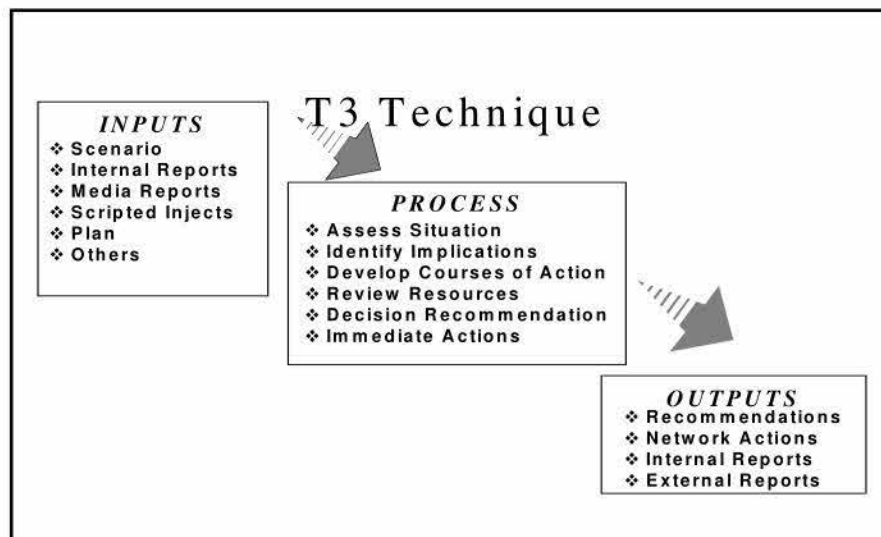 T3 Technique
INPUTS
❖ Scenario
❖ Internal Reports
❖ Media Reports
❖ Scripted Injects
❖ Plan
❖ Others
PROCESS
❖ Assess Situation
❖ Identify Implications
❖ Develop Courses of Action
❖ Review Resources
❖ Decision Recommendation
❖ Immediate Actions
OUTPUTS
❖ Recommendations
❖ Network Actions
❖ Internal Reports
❖ External Reports